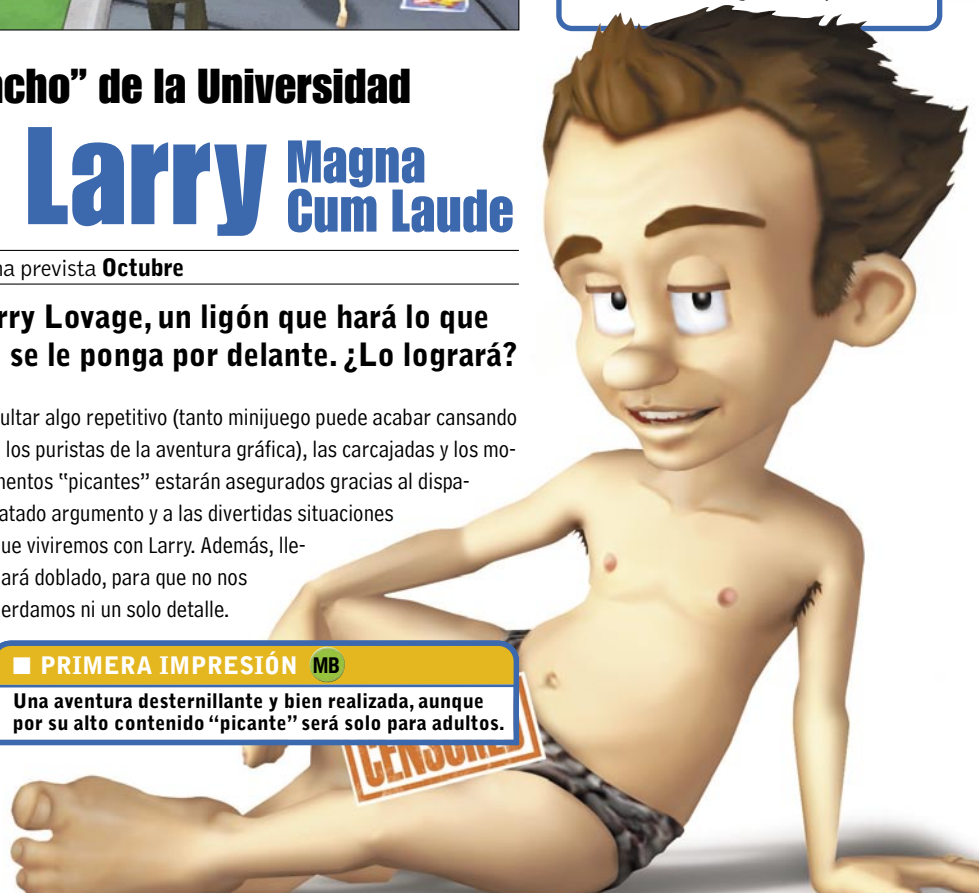 acho” de la Universidad
Larry Magna
Cum Laude
ha prevista Octubre
rry Lovage, un ligón que hará lo que
se le ponga por delante. ¿Lo logrará?
ultar algo repetitivo (tanto minijuego puede acabar cansando
los puristas de la aventura gráfica), las carcajadas y los mo-
mentos “picantes” estarán asegurados gracias al dispa-
atado argumento y a las divertidas situaciones
ue viviremos con Larry. Además, lle-
ará doblado, para que no nos
erdamos ni un solo detalle.
■ PRIMERA IMPRESIÓN MB
Una aventura desternillante y bien realizada, aunque
por su alto contenido “picante” será solo para adultos.
CENSORED